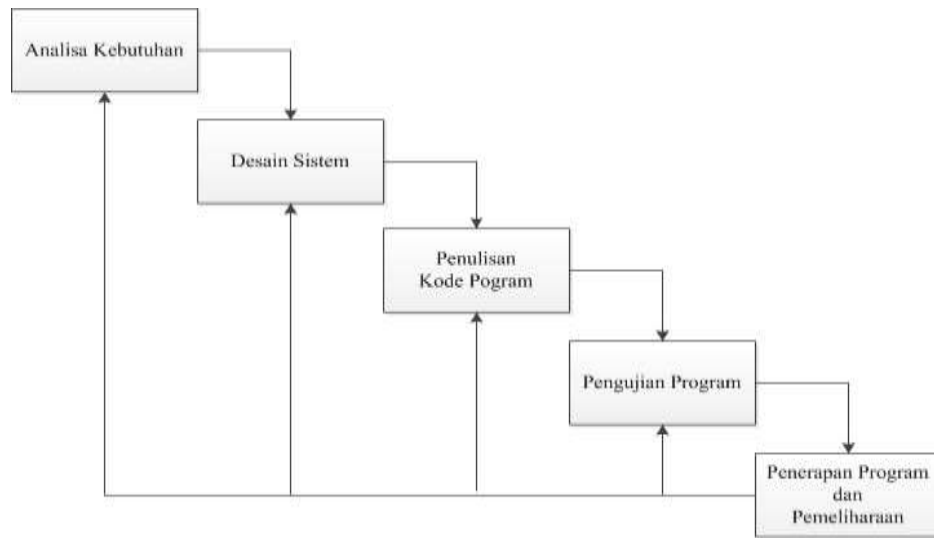 Analisa Kebutuhan
Desain Sistem
Penulisan
Kode Pogram
Pengujian Program
Penerapan Program
dan
Pemeliharaan